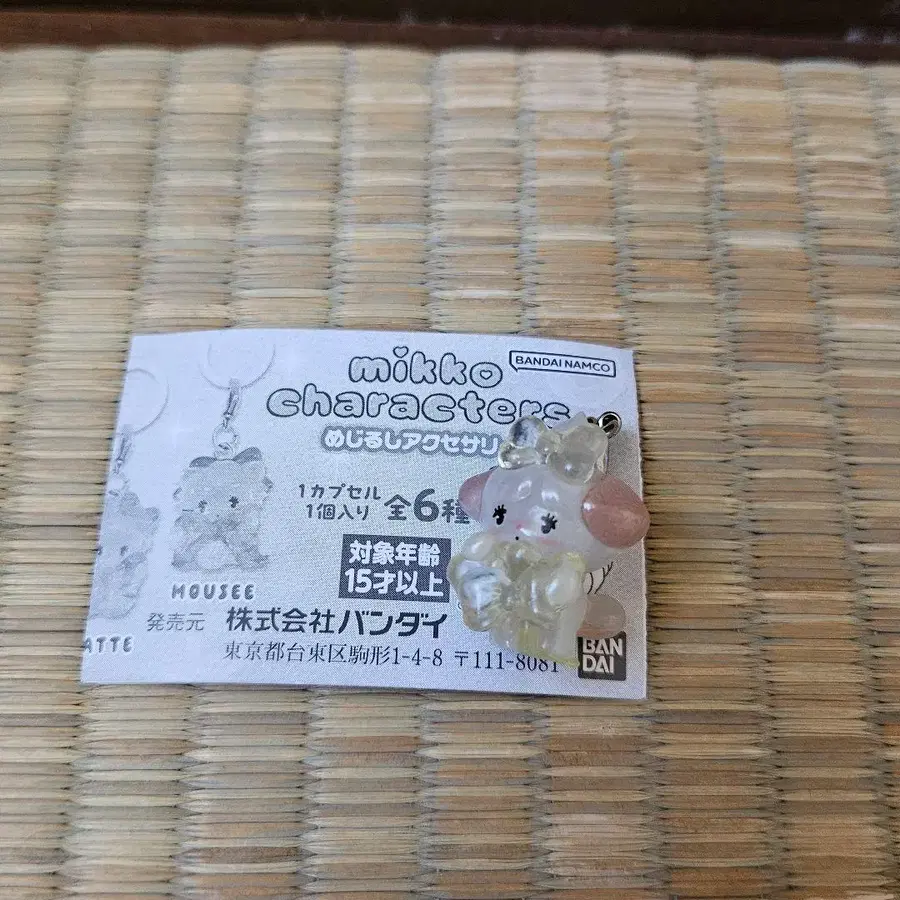 mikko
BANDAI NAMCO
characters
めじるしアクセサリ
1カプセル
1個入り
全6種
対象年齢
15才以上
MOUSEE
ATTE
発売元 株式会社バンダイ
東京都台東区駒形1-4-8 〒111-8081
BAN
DAI